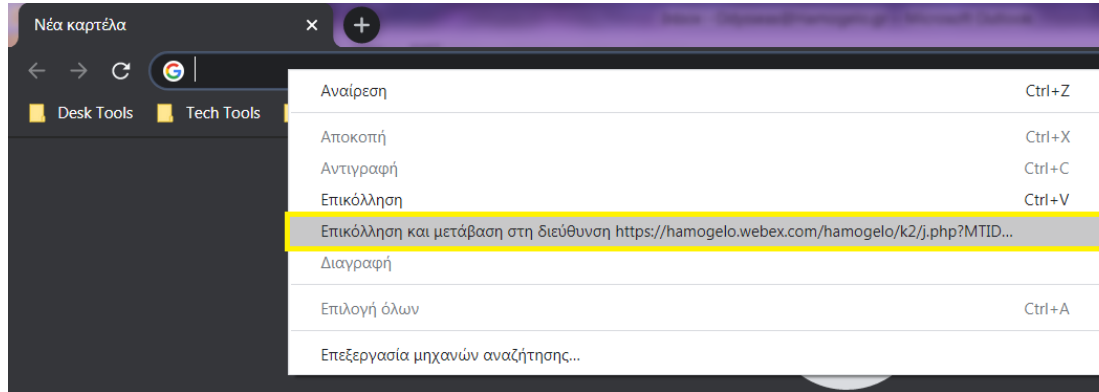 Νέα καρτέλα
Desk Tools Tech Tools
Αναίρεση Ctrl+Z
Αποκοπή Ctrl+X
Αντιγραφή Ctrl+C
Επικόλληση Ctrl+V
Επικόλληση και μετάβαση στη διεύθυνση https://hamogelo.webex.com/hamogelo/k2/j.php?MTID...
Διαγραφή
Επιλογή όλων Ctrl+A
Επεξεργασία μηχανών αναζήτησης...